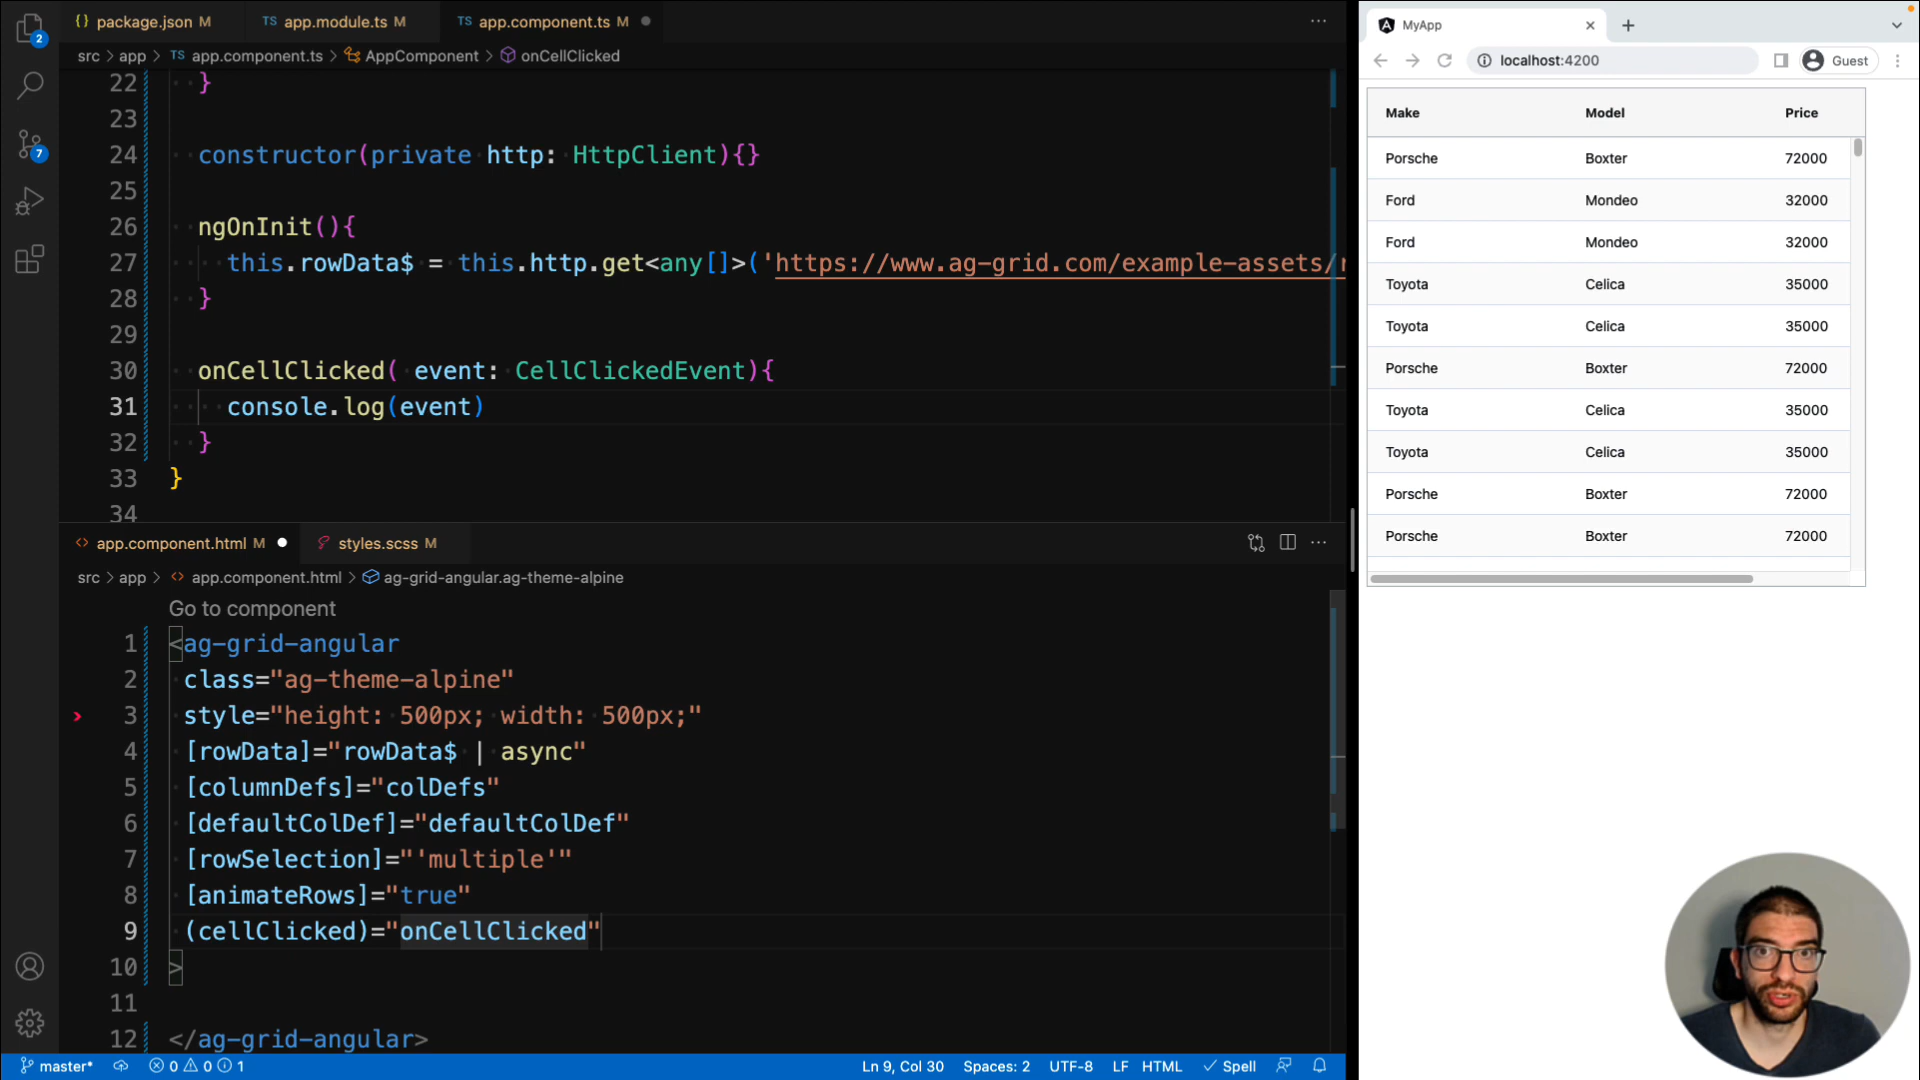 package.json M
TS app.module.ts M
TS app.component.ts M
src > app > TS app.component.ts > AppComponent > onCellClicked
22 }
23
24 constructor(private http: HttpClient){}
25
26 ngOnInit(){
27 this.rowData$ = this.http.get<any[]>('https://www.ag-grid.com/example-assets/r
28 }
29
30 onCellClicked( event: CellClickedEvent){
31 console.log(event)
32 }
33 }
34
app.component.html M
styles.scss M
src > app > app.component.html > ag-grid-angular.ag-theme-alpine
Go to component
1 <ag-grid-angular
2 class="ag-theme-alpine"
3 style="height: 500px; width: 500px;"
4 [rowData]="rowData$ | async"
5 [columnDefs]="colDefs"
6 [defaultColDef]="defaultColDef"
7 [rowSelection]="'multiple'"
8 [animateRows]="true"
9 (cellClicked)="onCellClicked"
10 >
11
12 </ag-grid-angular>
2
7
master* 0 0 1
Ln 9, Col 30 Spaces: 2 UTF-8 LF HTML Spell
MyApp
localhost:4200
Guest
Make Model Price
Porsche Boxter 72000
Ford Mondeo 32000
Ford Mondeo 32000
Toyota Celica 35000
Toyota Celica 35000
Porsche Boxter 72000
Toyota Celica 35000
Toyota Celica 35000
Porsche Boxter 72000
Porsche Boxter 72000